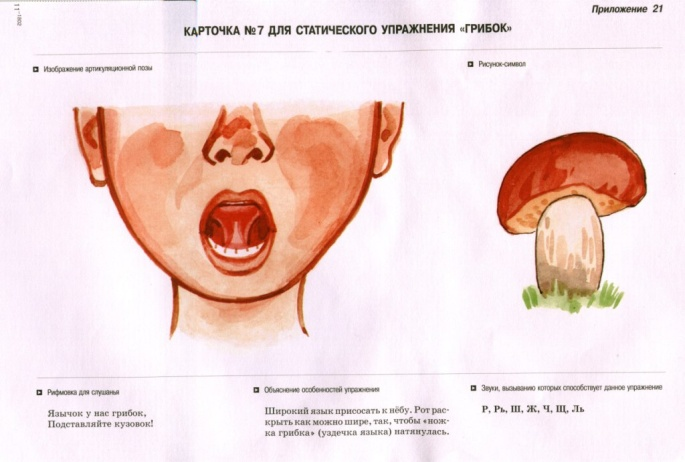 Приложение 21
КАРТОЧКА №7 ДЛЯ СТАТИЧЕСКОГО УПРАЖНЕНИЯ «ГРИБОК»
Изображение артикуляционной позы
Рисунок-символ
Рифмовка для слушанья
Язычок у нас грибок,
Подставляйте кузовок!
Объяснение особенностей упражнения
Широкий язык присосать к нёбу. Рот рас-
крыть как можно шире, так, чтобы «нож-
ка грибка» (уздечка языка) натянулась.
Звуки, вызыванию которых способствует данное упражнение
Р, Рь, Ш, Ж, Ч, Щ, Ль